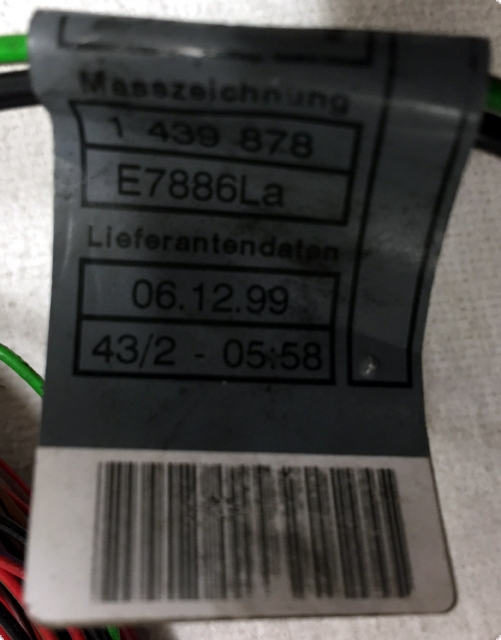 Masszeichnung
1 439 878
E7886La
Lieferantendaten
06.12.99
43/2 - 05:58